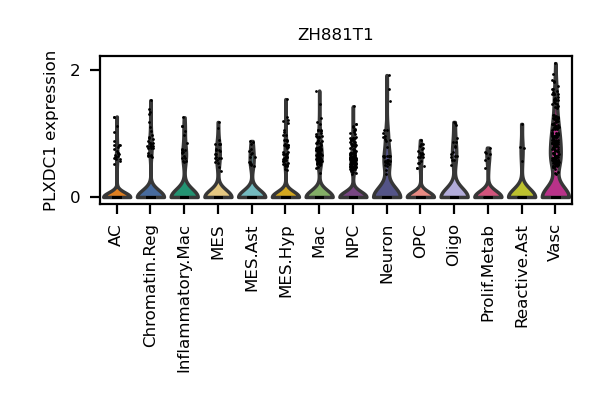 ZH881T1
PLXDC1 expression
2
0
AC
Chromatin.Reg
Inflammatory.Mac
MES
MES.Ast
MES.Hyp
Mac
NPC
Neuron
OPC
Oligo
Prolif.Metab
Reactive.Ast
Vasc